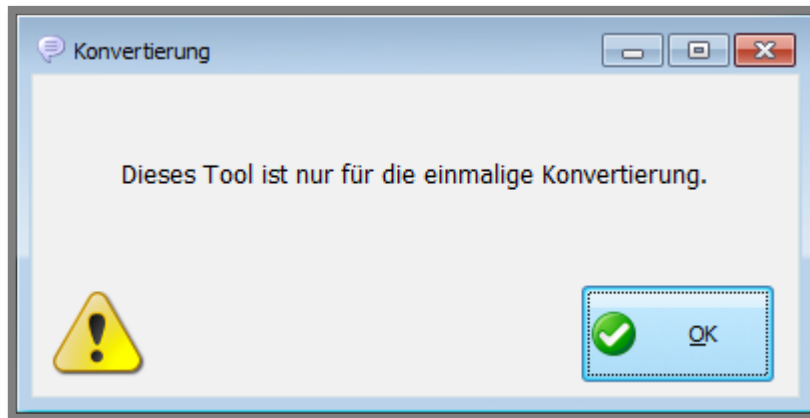 Konvertierung
Dieses Tool ist nur für die einmalige Konvertierung.
OK